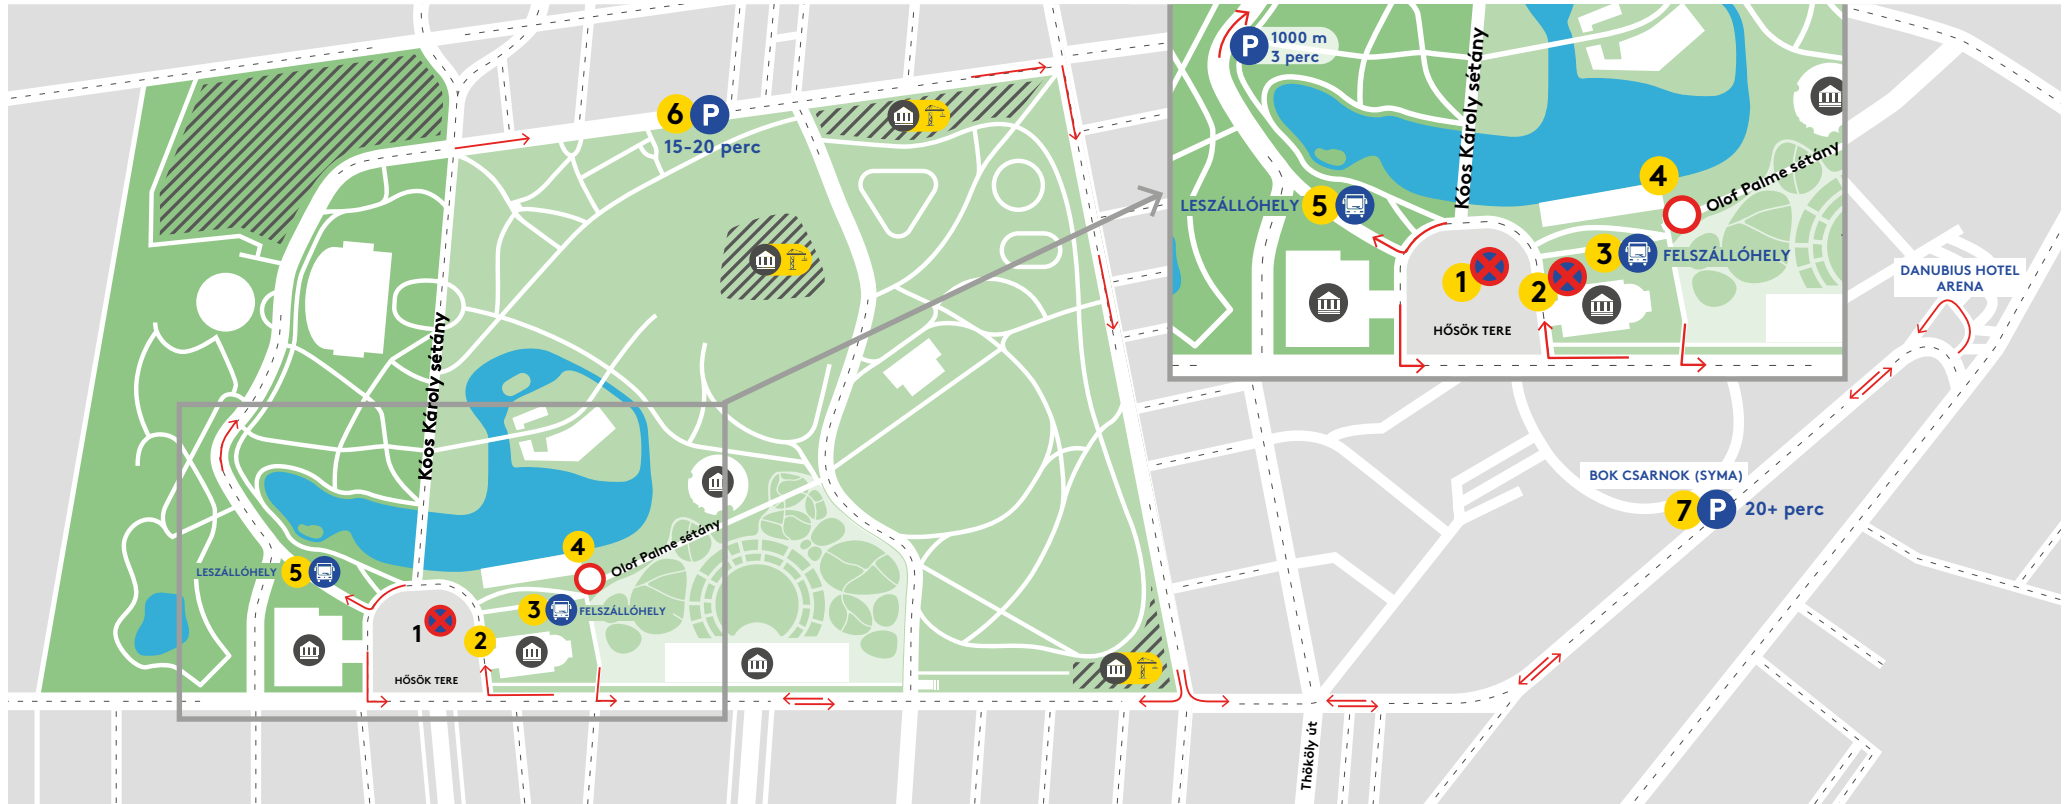 6 P
15-20 perc
Kóos Károly sétány
4
Olof Palme sétány
LESZÁLLÓHELY 5
3 FELSZÁLLÓHELY
1
2
HŐSÖK TERE
P 1000 m
3 perc
Kóos Károly sétány
4
Olof Palme sétány
LESZÁLLÓHELY 5
3 FELSZÁLLÓHELY
1
2
HŐSÖK TERE
DANUBIUS HOTEL
ARENA
BOK CSARNOK (SYMA)
7 P 20+ perc
Thököly út